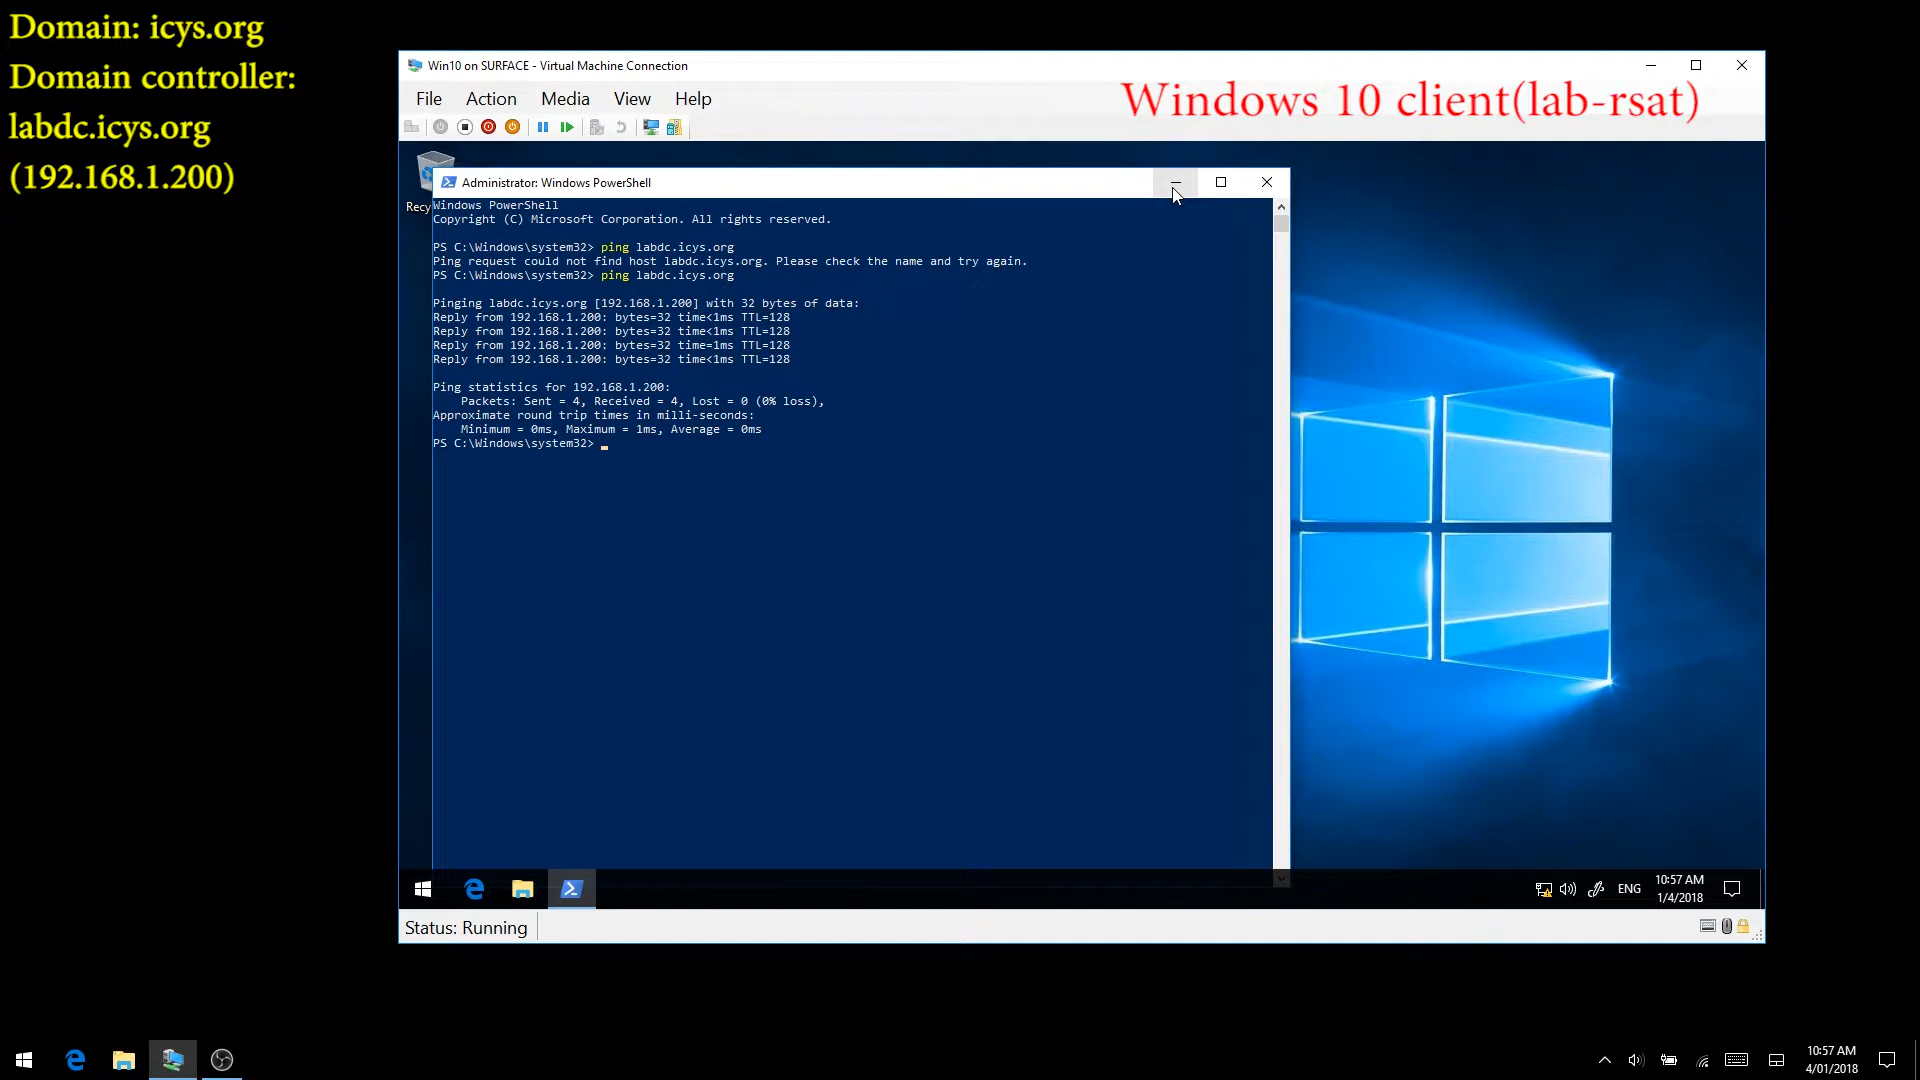 Domain: icys.org
Domain controller:
labdc.icys.org
(192.168.1.200)
Win10 on SURFACE - Virtual Machine Connection
File Action Media View Help
Windows 10 client(lab-rsat)
Recy
Administrator: Windows PowerShell
Windows PowerShell
Copyright (C) Microsoft Corporation. All rights reserved.
PS C:\Windows\system32> ping labdc.icys.org
Ping request could not find host labdc.icys.org. Please check the name and try again.
PS C:\Windows\system32> ping labdc.icys.org
Pinging labdc.icys.org [192.168.1.200] with 32 bytes of data:
Reply from 192.168.1.200: bytes=32 time<1ms TTL=128
Reply from 192.168.1.200: bytes=32 time<1ms TTL=128
Reply from 192.168.1.200: bytes=32 time=1ms TTL=128
Reply from 192.168.1.200: bytes=32 time<1ms TTL=128
Ping statistics for 192.168.1.200:
    Packets: Sent = 4, Received = 4, Lost = 0 (0% loss),
Approximate round trip times in milli-seconds:
    Minimum = 0ms, Maximum = 1ms, Average = 0ms
PS C:\Windows\system32>
ENG
10:57 AM
1/4/2018
Status: Running
10:57 AM
4/01/2018